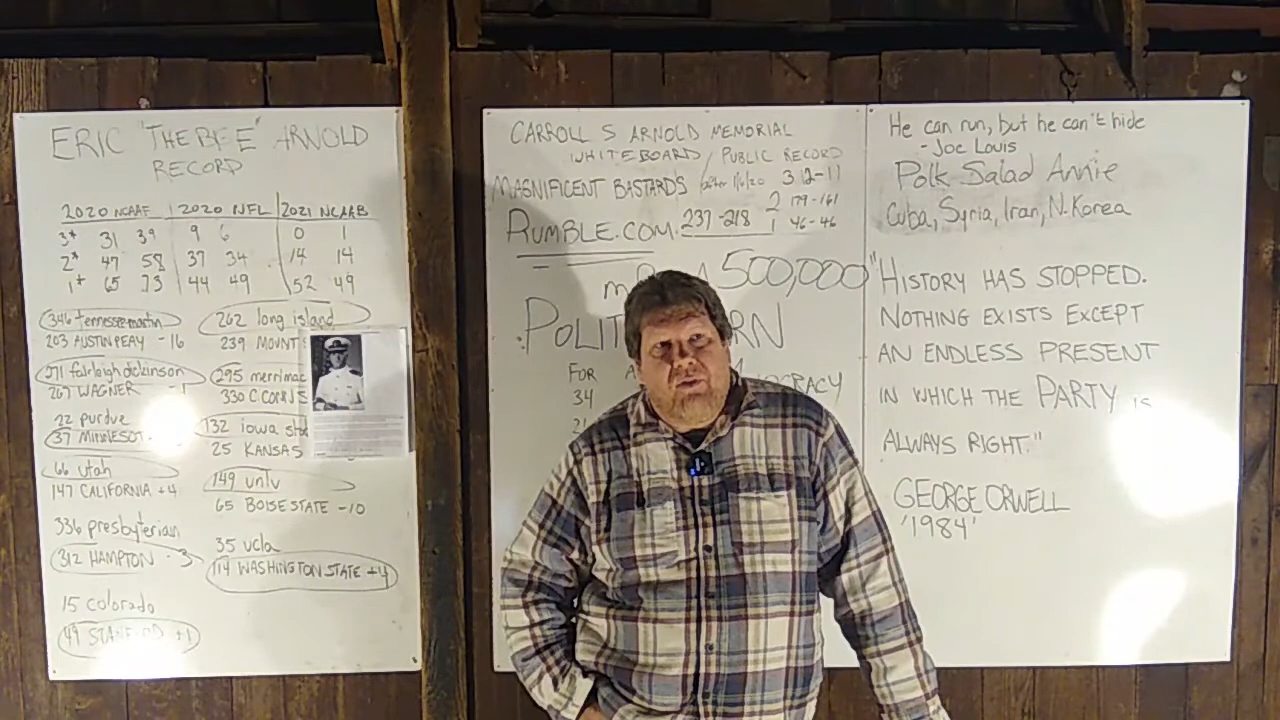 ERIC "THE BEE" ARNOLD
RECORD
2020 NCAAF | 2020 NFL | 2021 NCAAB
3* 31 39 9 6 0 1
2* 47 58 37 34 14 14
1* 65 73 44 49 52 49
346 tennessee martin
203 AUSTIN PEAY -16
371 fairleigh dickinson
267 WAGNER -1
22 purdue
37 MINNESOT
66 utah
147 CALIFORNIA +4
336 presbyterian
312 HAMPTON -3
15 colorado
49 STANFORD +1
262 long island
239 MOUNT
295 merrimac
330 C CONN S
132 iowa sta
25 KANSAS
149 unlv
65 BOISE STATE -10
35 ucla
114 WASHINGTON STATE +4
CARROLL S ARNOLD MEMORIAL
WHITEBOARD / PUBLIC RECORD
MAGNIFICENT BASTARDS after 1/6/20 3 12-11
2 179-161
RUMBLE.COM 237-218 1 46-46
500,000
POLIT RN
FOR A OCRACY
34
He can run, but he can't hide
- Joe Louis
Polk Salad Annie
Cuba, Syria, Iran, N. Korea
"HISTORY HAS STOPPED.
NOTHING EXISTS EXCEPT
AN ENDLESS PRESENT
IN WHICH THE PARTY IS
ALWAYS RIGHT."
GEORGE ORWELL
'1984'